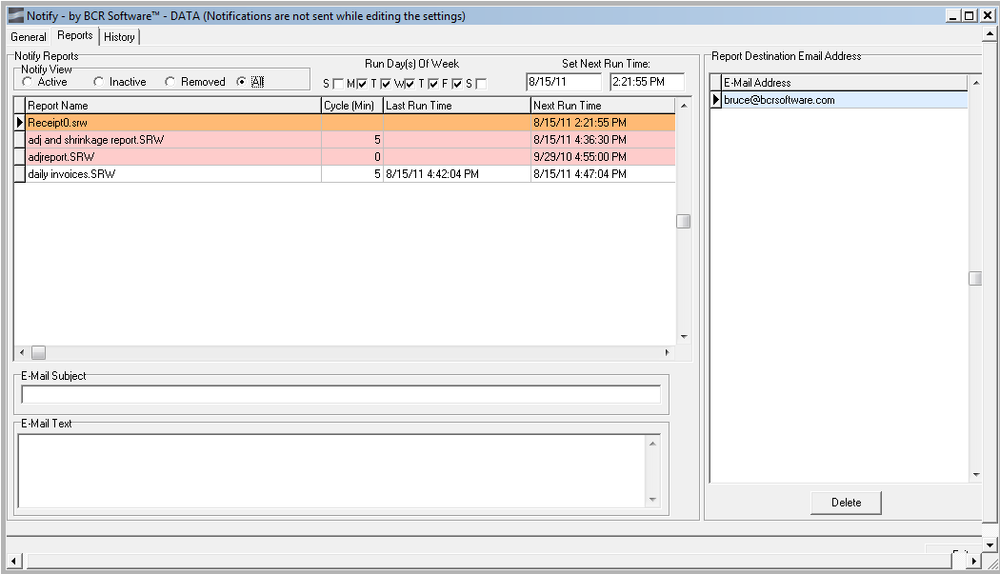 Notify - by BCR Software™ - DATA (Notifications are not sent while editing the settings)
General Reports History
Notify Reports
Notify View
Active Inactive Removed All
Run Day(s) Of Week
S M T W T F S
Set Next Run Time:
8/15/11 2:21:55 PM
Report Name Cycle (Min) Last Run Time Next Run Time
Receipt0.srw 8/15/11 2:21:55 PM
adj and shrinkage report.SRW 5 8/15/11 4:36:30 PM
adjreport.SRW 0 9/29/10 4:55:00 PM
daily invoices.SRW 5 8/15/11 4:42:04 PM 8/15/11 4:47:04 PM
E-Mail Subject
E-Mail Text
Report Destination Email Address
E-Mail Address
bruce@bcrsoftware.com
Delete